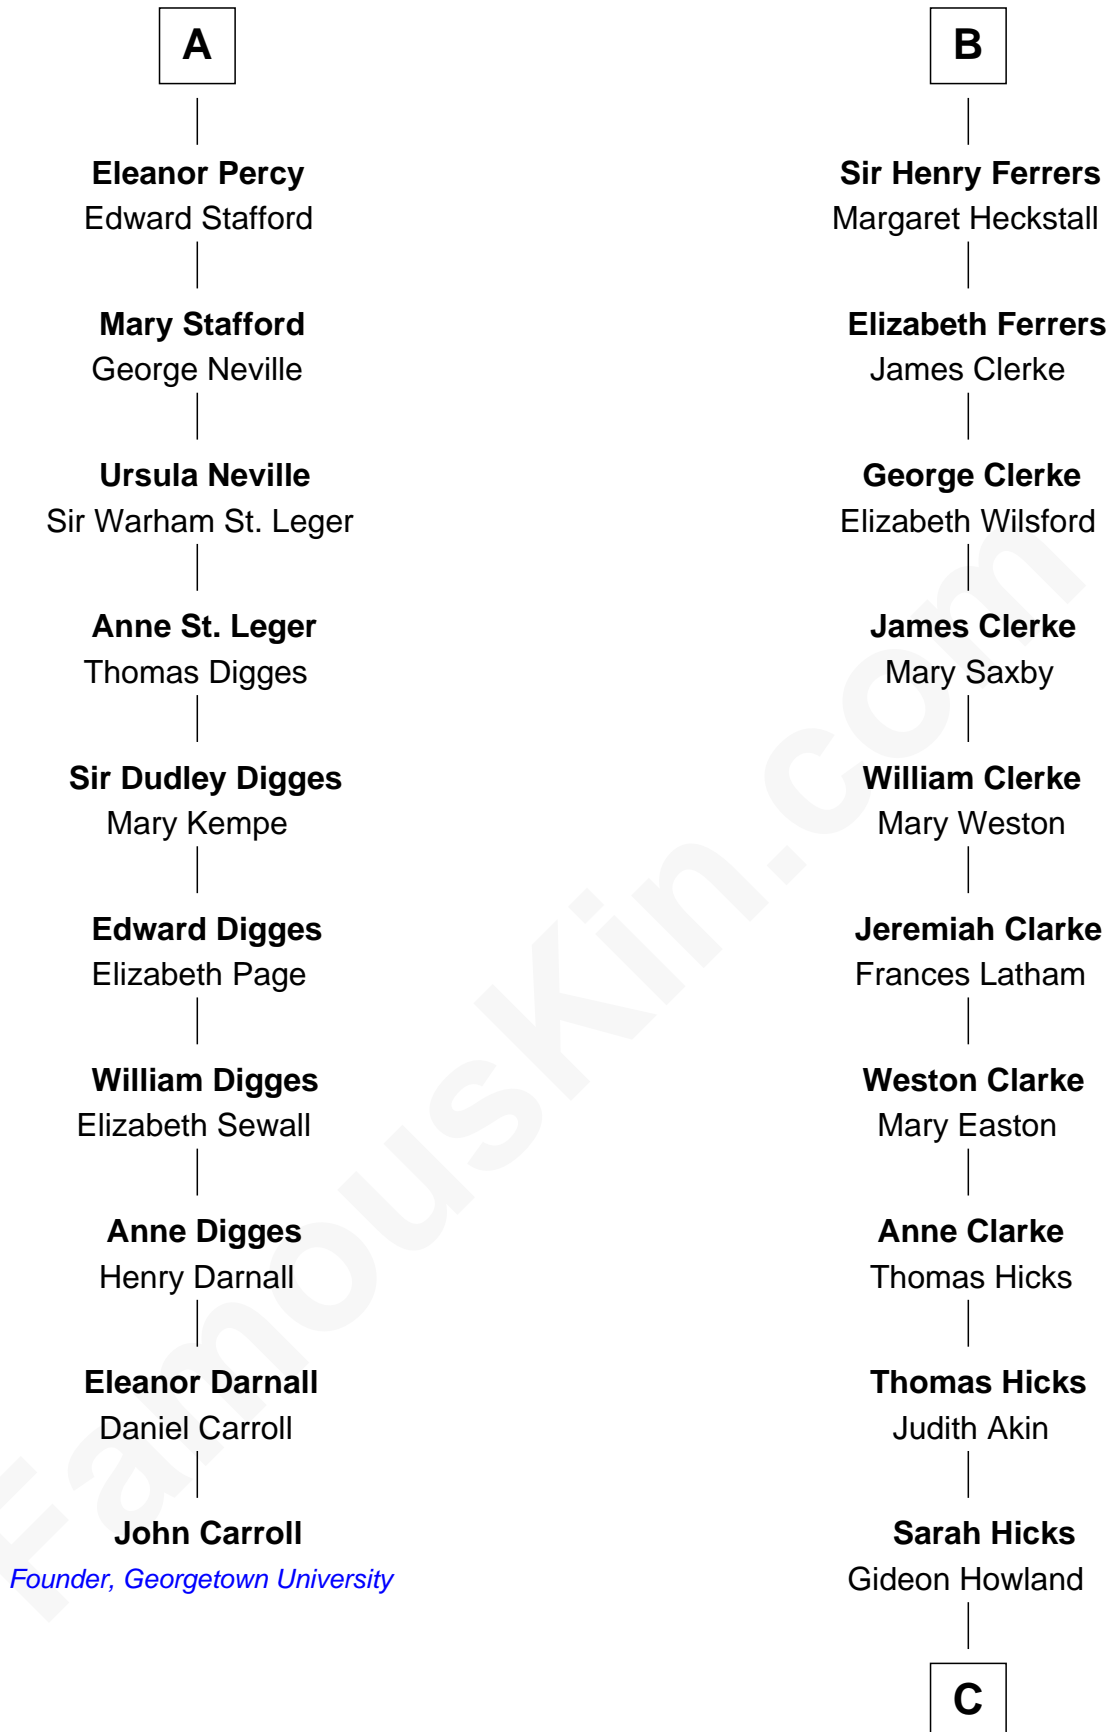 A
Eleanor Percy
Edward Stafford
Mary Stafford
George Neville
Ursula Neville
Sir Warham St. Leger
Anne St. Leger
Thomas Digges
Sir Dudley Digges
Mary Kempe
Edward Digges
Elizabeth Page
William Digges
Elizabeth Sewall
Anne Digges
Henry Darnall
Eleanor Darnall
Daniel Carroll
John Carroll
Founder, Georgetown University
B
Sir Henry Ferrers
Margaret Heckstall
Elizabeth Ferrers
James Clerke
George Clerke
Elizabeth Wilsford
James Clerke
Mary Saxby
William Clerke
Mary Weston
Jeremiah Clarke
Frances Latham
Weston Clarke
Mary Easton
Anne Clarke
Thomas Hicks
Thomas Hicks
Judith Akin
Sarah Hicks
Gideon Howland
C
FamousKin.com